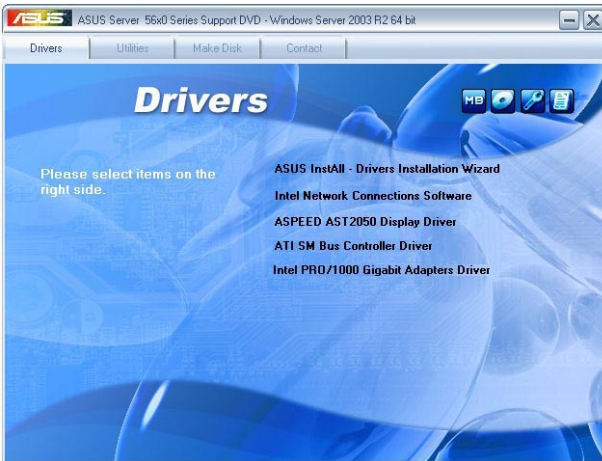 ASUS ASUS Server 56x0 Series Support DVD - Windows Server 2003 R2 64 bit
Drivers Utilities Make Disk Contact
Drivers
MB
Please select items on the
right side.
ASUS InstAll - Drivers Installation Wizard
Intel Network Connections Software
ASPEED AST2050 Display Driver
ATI SM Bus Controller Driver
Intel PRO/1000 Gigabit Adapters Driver